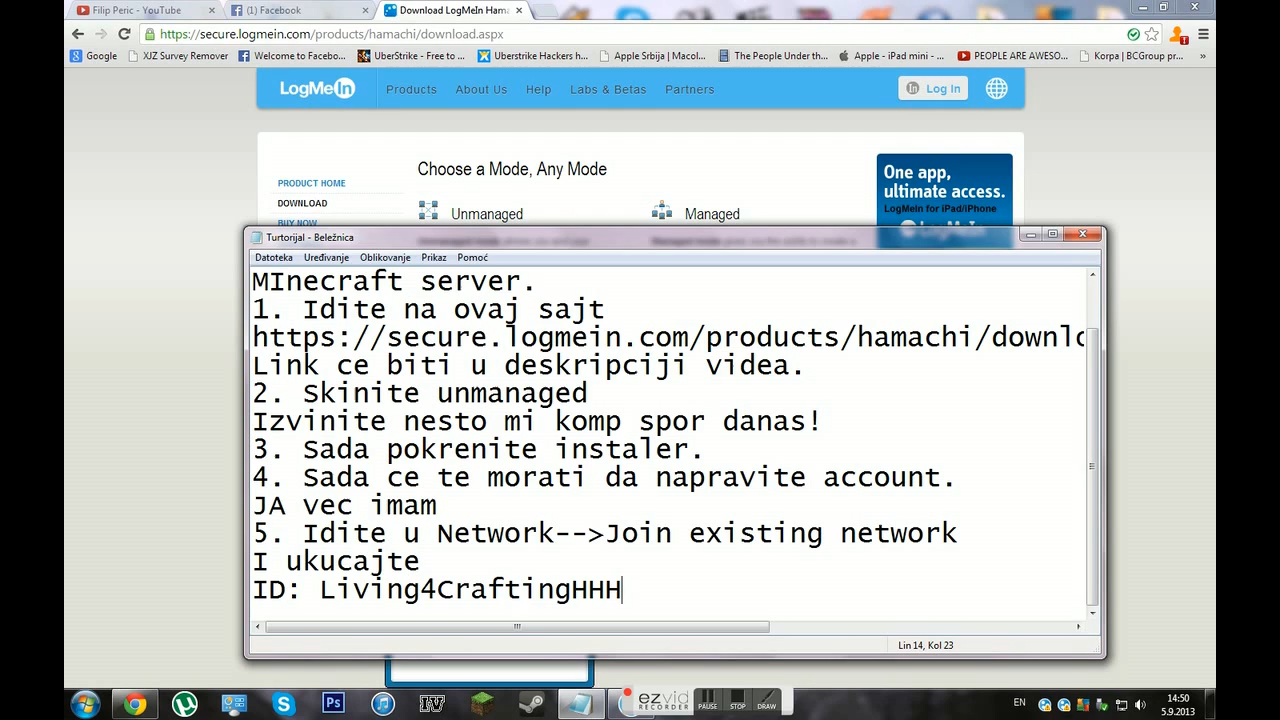 Filip Peric - YouTube
(1) Facebook
Download LogMeIn Hama
https://secure.logmein.com/products/hamachi/download.aspx
Google
XJZ Survey Remover
Welcome to Facebo...
UberStrike - Free to ...
Uberstrike Hackers h...
Apple Srbija | Macol...
The People Under th...
Apple - iPad mini - ...
PEOPLE ARE AWESO...
Korpa | BCGroup pr...
»
LogMeIn
Products
About Us
Help
Labs & Betas
Partners
Log In
PRODUCT HOME
DOWNLOAD
BUY NOW
Choose a Mode, Any Mode
Unmanaged
Managed
One app,
ultimate access.
LogMeIn for iPad/iPhone
LogMeIn
Turtorijal - Beležnica
Datoteka Uređivanje Oblikovanje Prikaz Pomoć
MInecraft server.
1. Idite na ovaj sajt
https://secure.logmein.com/products/hamachi/downlo
Link ce biti u deskripciji videa.
2. Skinite unmanaged
Izvinite nesto mi komp spor danas!
3. Sada pokrenite instaler.
4. Sada ce te morati da napravite account.
JA vec imam
5. Idite u Network-->Join existing network
I ukucajte
ID: Living4CraftingHHH
Lin 14, Kol 23
Ps
IV
ezvid
RECORDER
PAUSE
STOP
DRAW
EN
14:50
5.9.2013